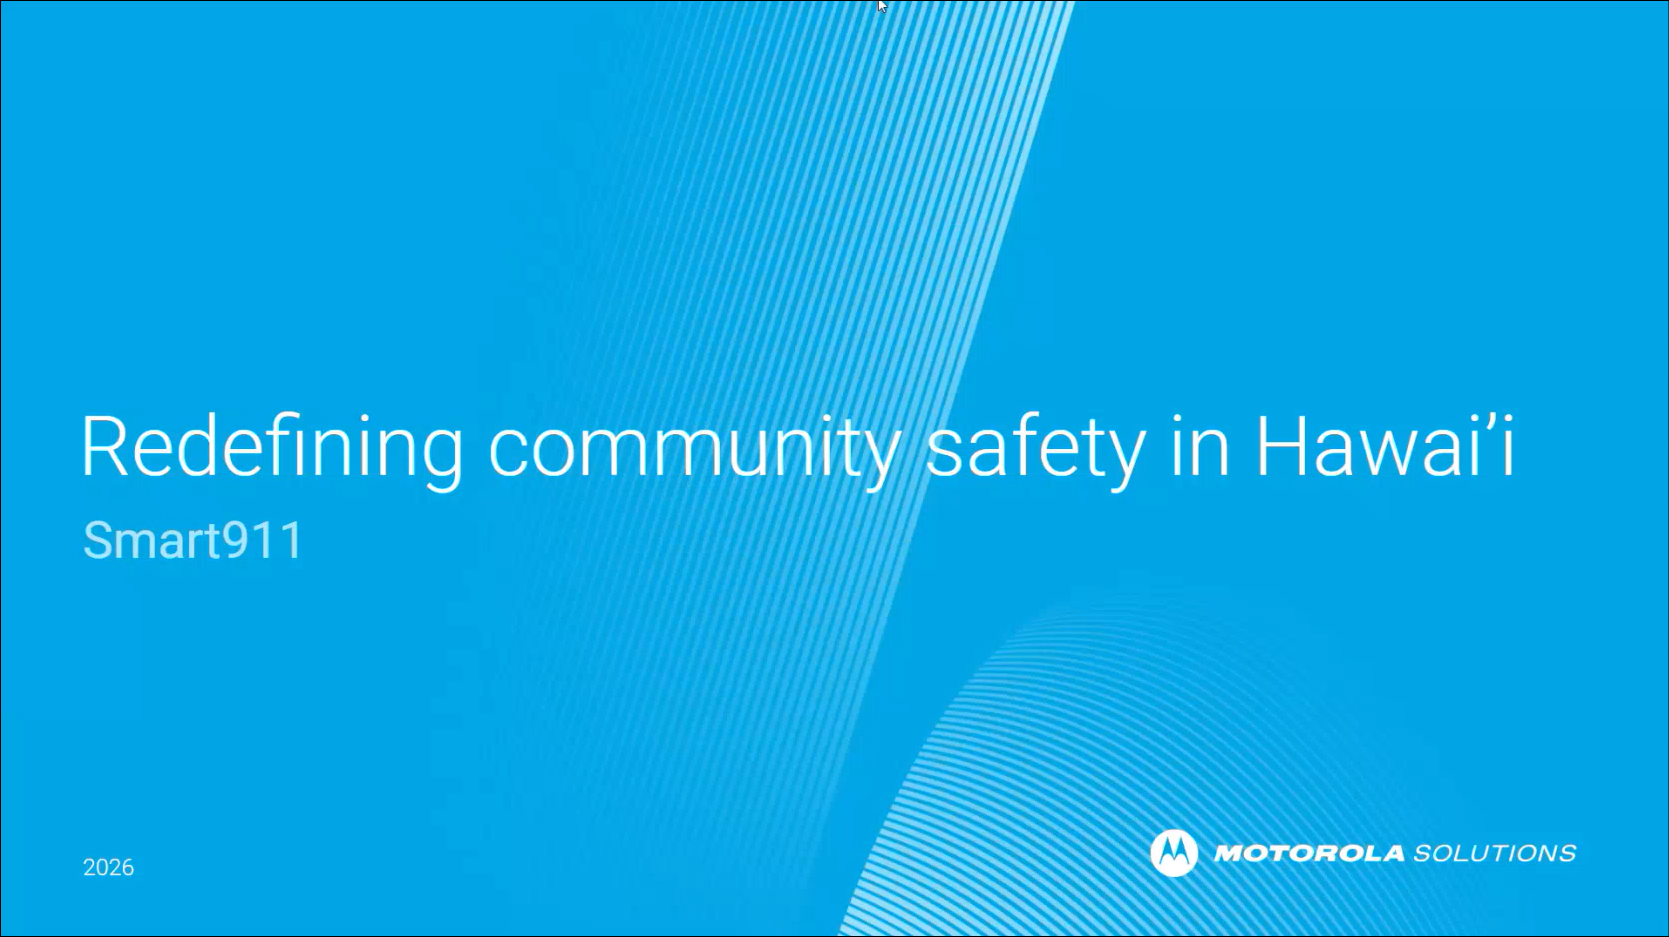 Redefining community safety in Hawai’i
Smart911
2026
MOTOROLA SOLUTIONS